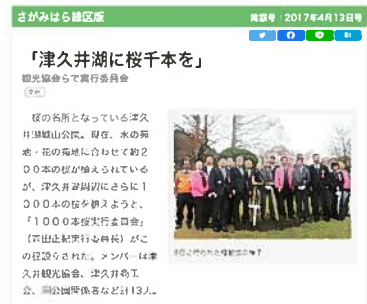 さがみはら緑区版
掲載号：2017年4月13日号
「津久井湖に桜千本を」
観光協会らで実行委員会
文化
桜の名所となっている津久
井湖城山公園。現在、水の苑
地・花の苑地に合わせて約2
00本の桜が植えられている
が、津久井湖周辺にさらに1
000本の桜を植えようと、
「1000本桜実行委員会」
実行委員長）がこ
の程設立された。メンバーは津
久井観光協会、津久井商工
会、公園関係者など計13人。